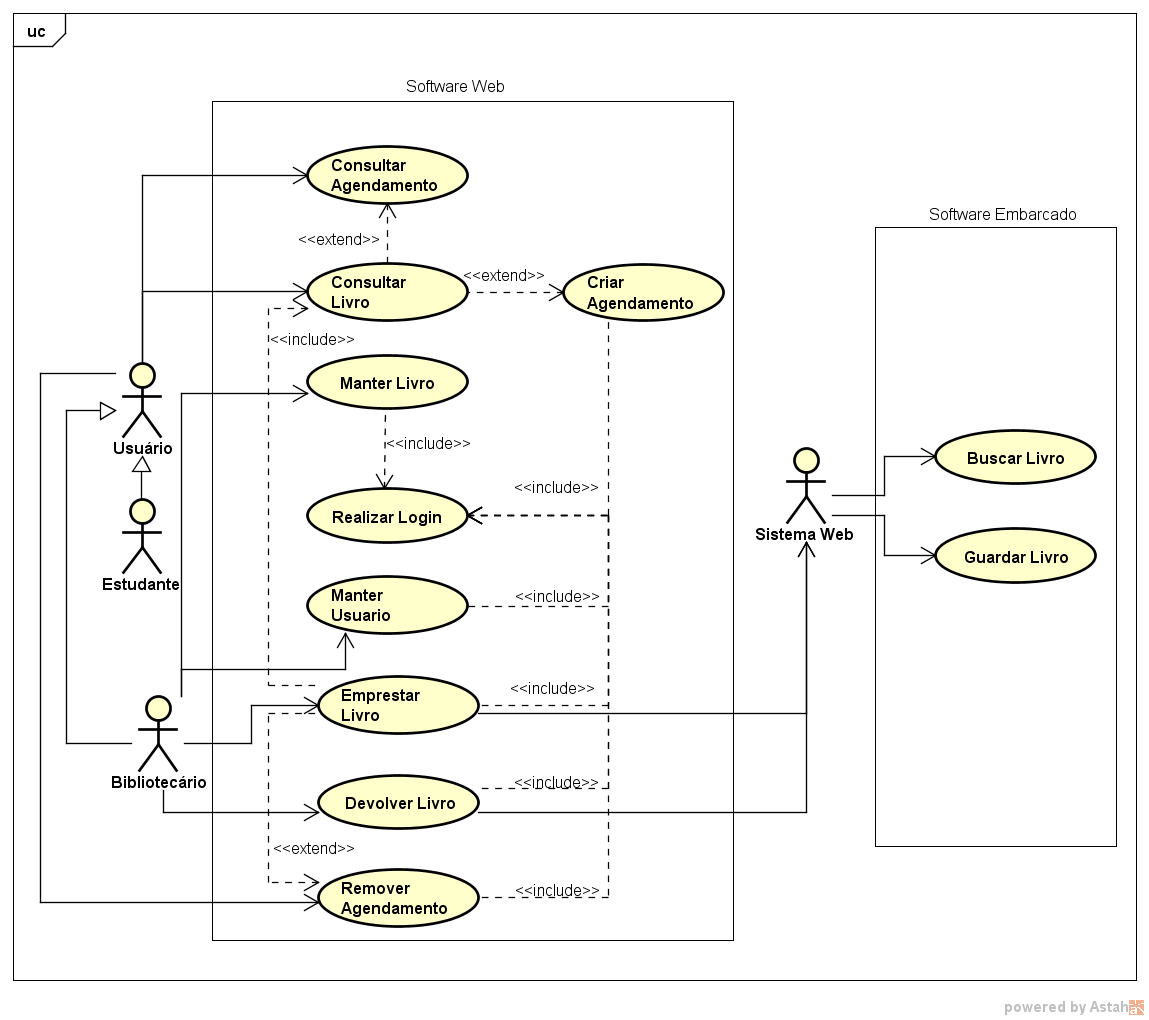 uc
Software Web
Consultar
Agendamento
<<extend>>
Software Embarcado
Consultar
Livro
<<extend>>
Criar
Agendamento
<<include>>
Manter Livro
Usuário
<<include>>
Buscar Livro
<<include>>
Realizar Login
Sistema Web
Guardar Livro
Estudante
Manter
Usuario
<<include>>
Emprestar
Livro
<<include>>
Bibliotecário
<<include>>
Devolver Livro
<<extend>>
Remover
Agendamento
<<include>>
powered by Astah